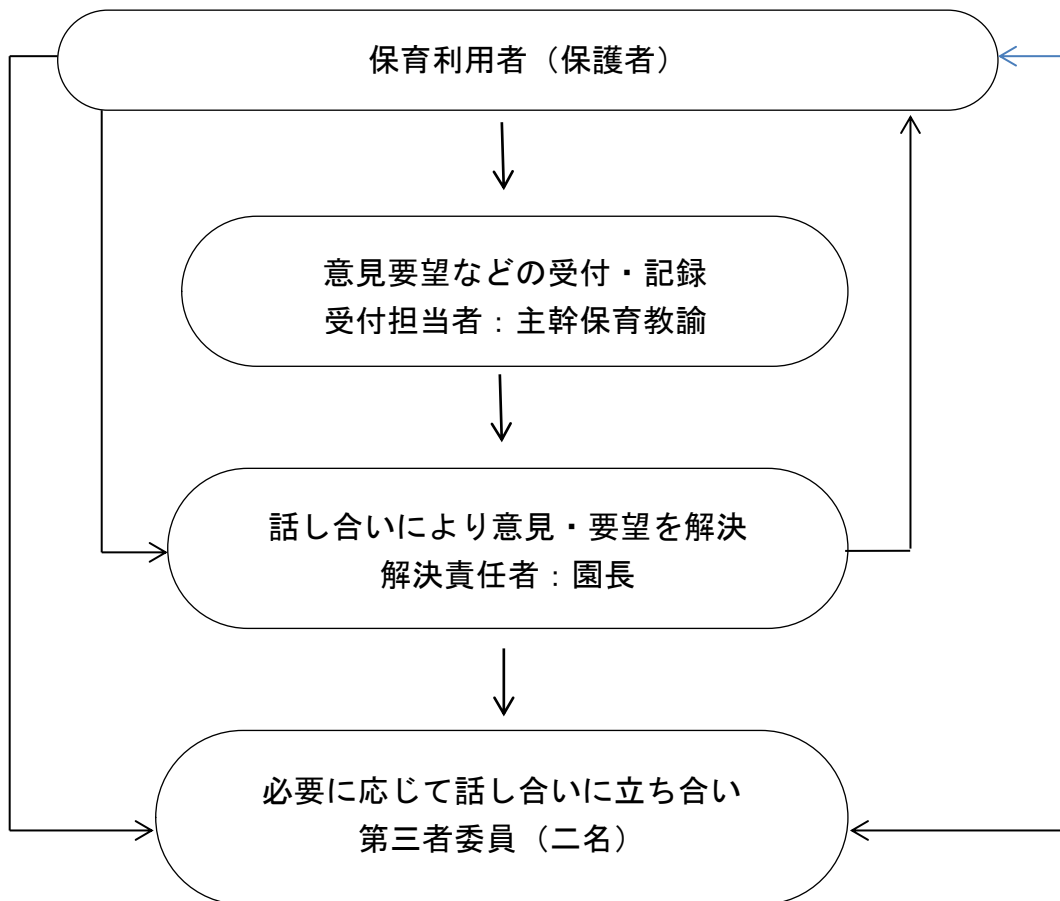 保育利用者（保護者）
意見要望などの受付・記録
受付担当者：主幹保育教諭
話し合いにより意見・要望を解決
解決責任者：園長
必要に応じて話し合いに立ち合い
第三者委員（二名）